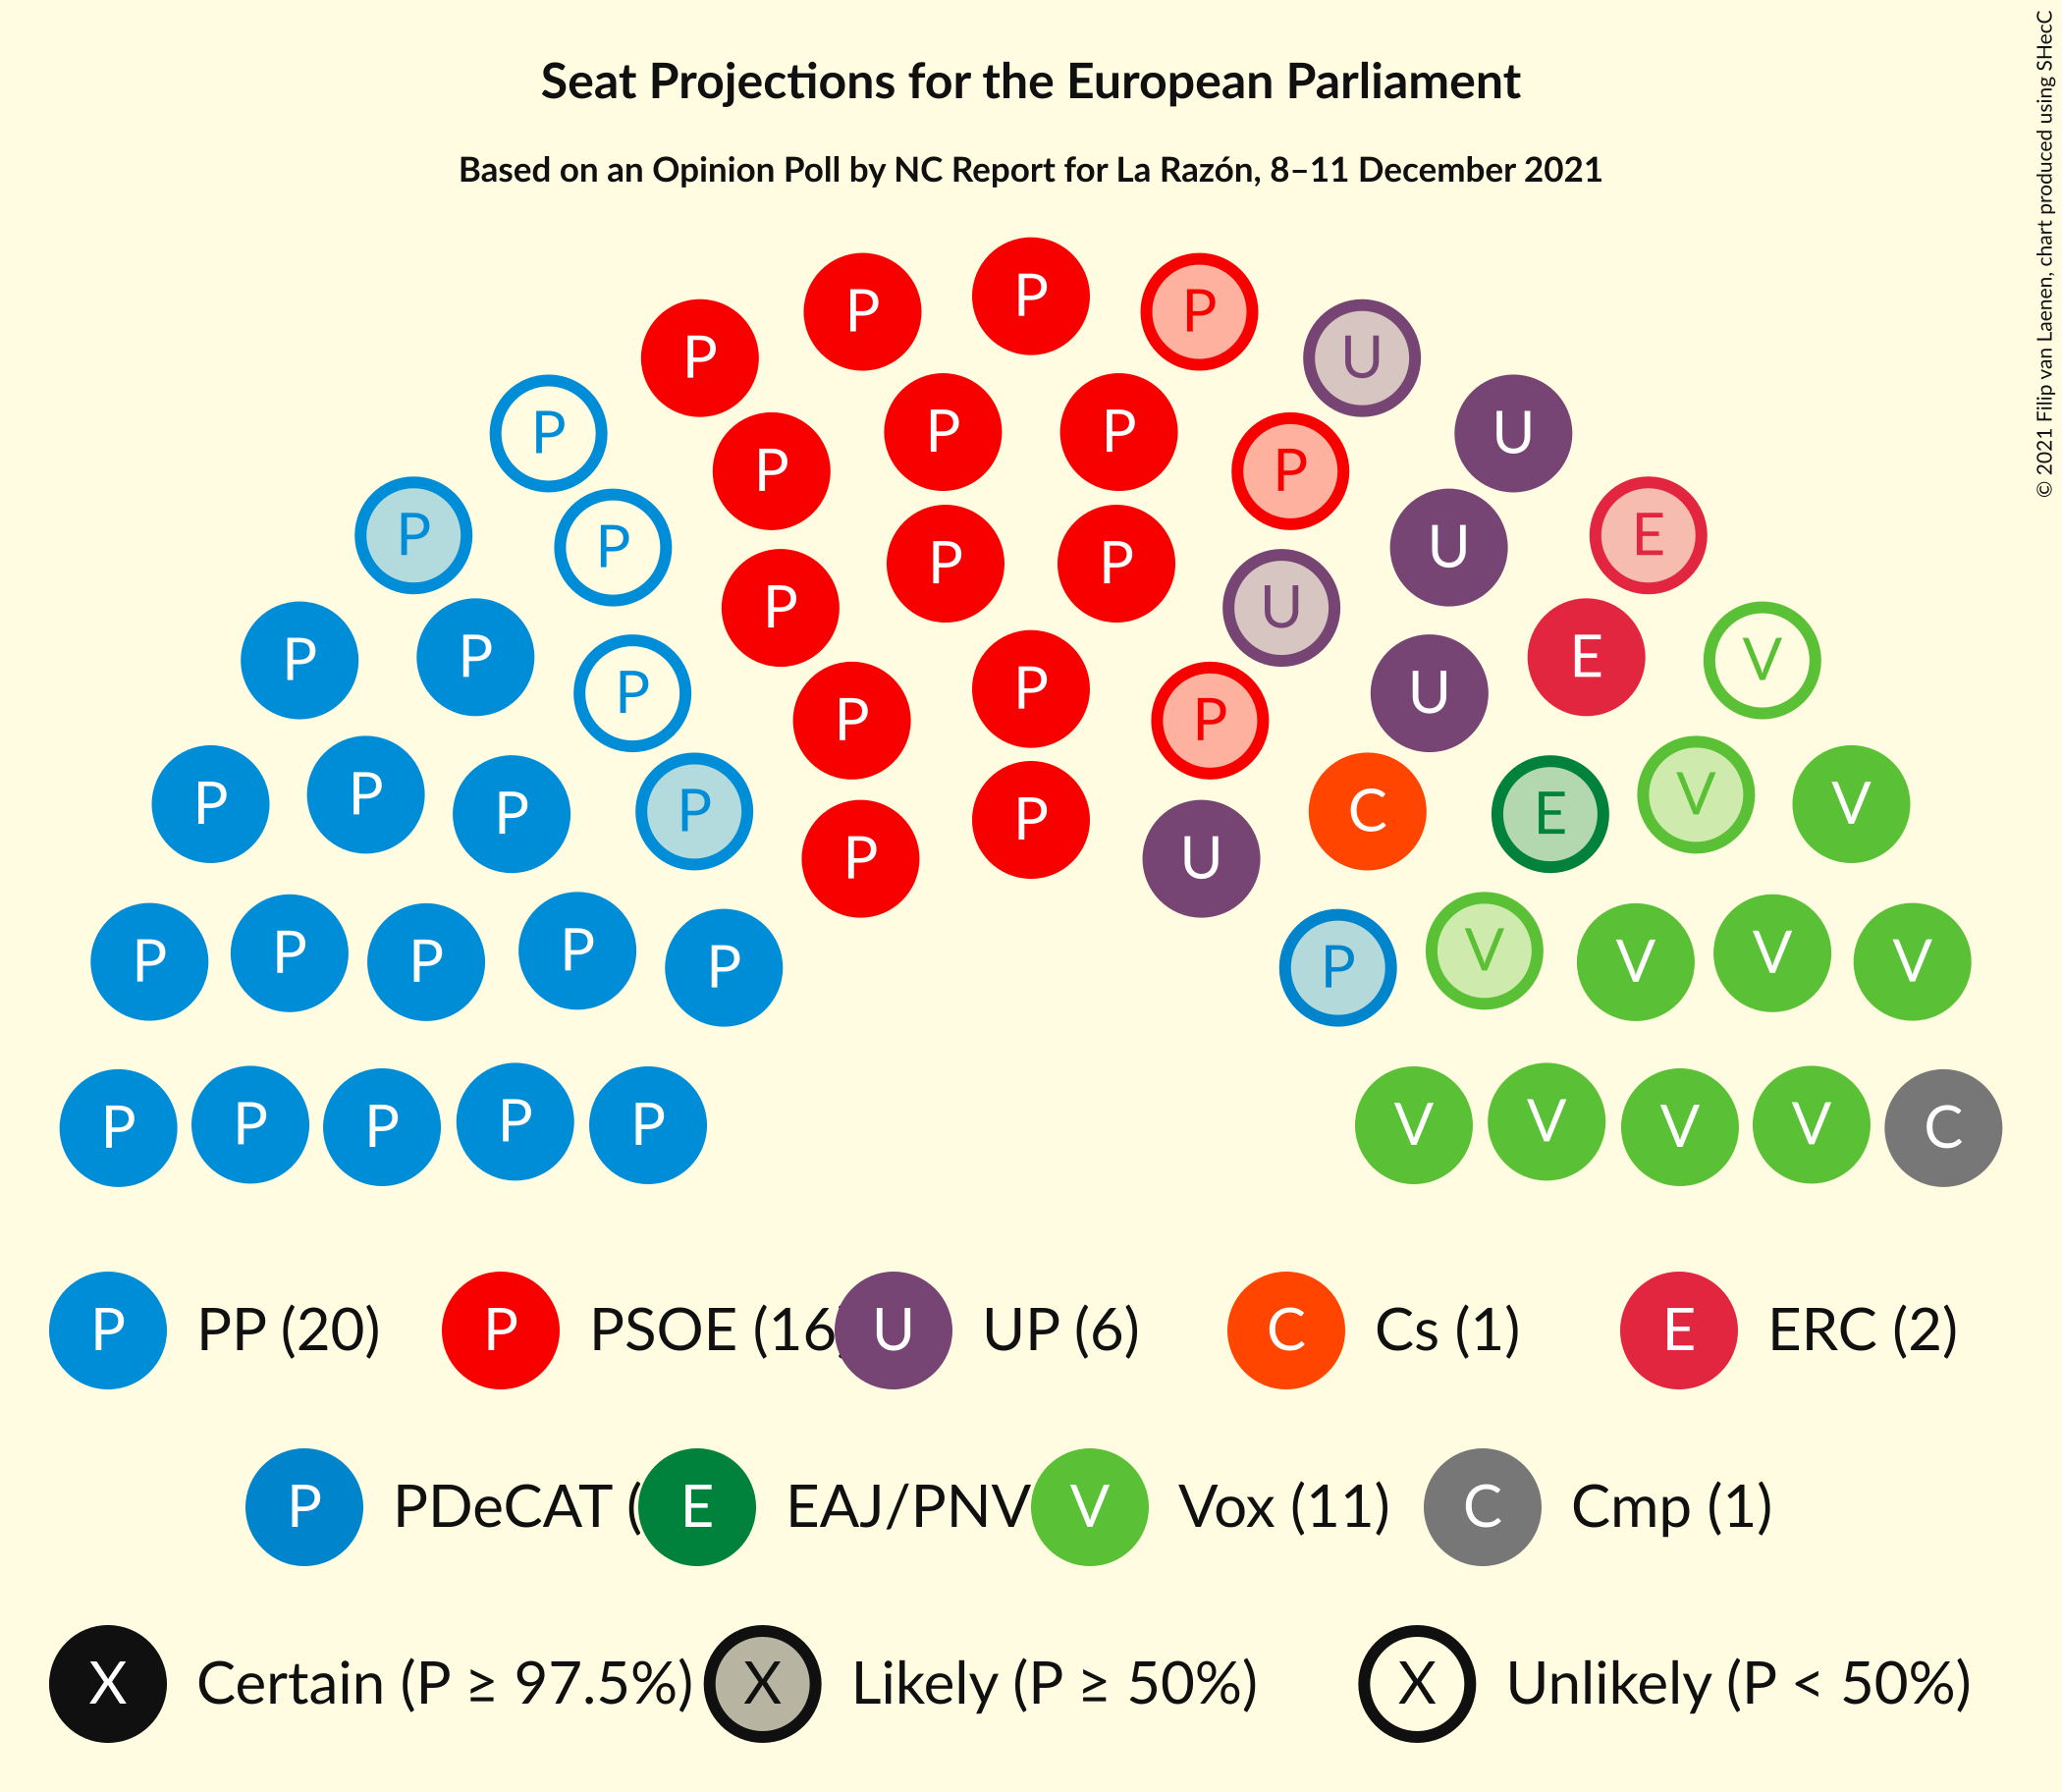 Seat Projections for the European Parliament
Based on an Opinion Poll by NC Report for La Razón, 8–11 December 2021
© 2021 Filip van Laenen, chart produced using SHecC
P
P P
P U
P P P U
P P
P E
P U
P P
P U
P P E V
P P U
P P
P P P P P C E V V
P U
P P P P P P V V V V
P P P P P V V V V C
P PP (20) P PSOE (16 U UP (6) C Cs (1) E ERC (2)
P PDeCAT ( E EAJ/PNV V Vox (11) C Cmp (1)
X Certain (P ≥ 97.5%) X Likely (P ≥ 50%) X Unlikely (P < 50%)